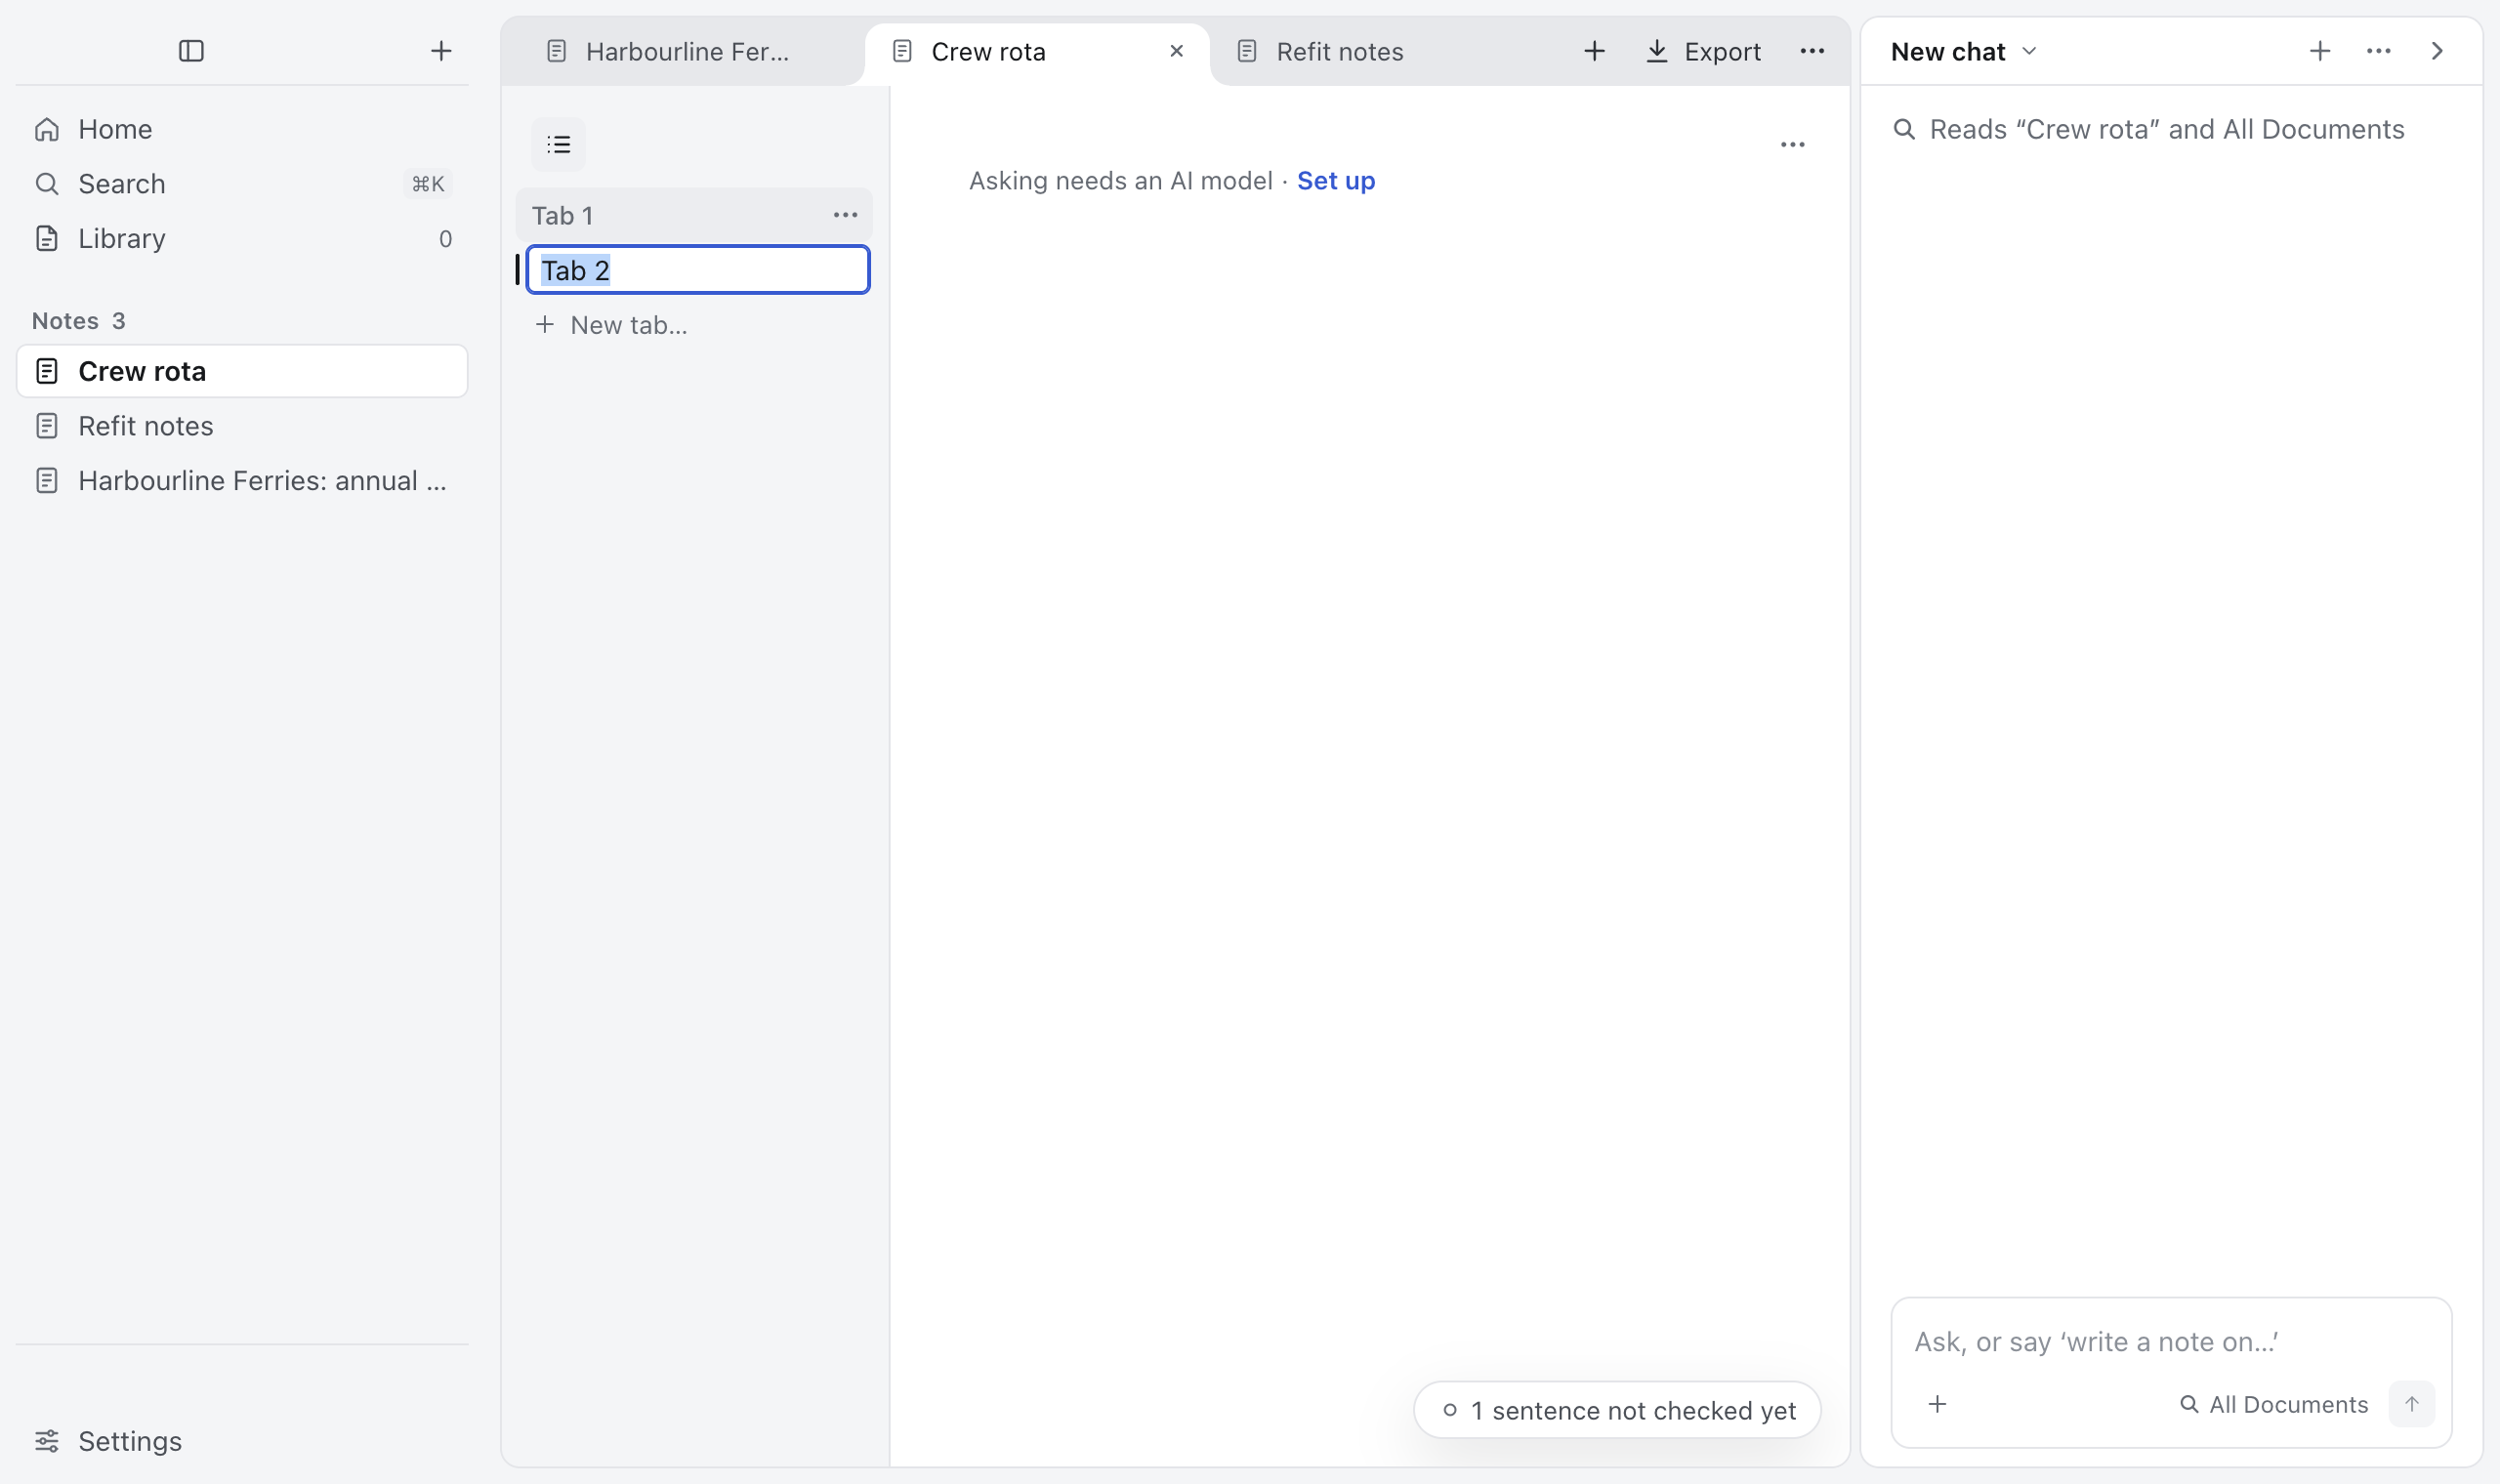 Home
Search ⌘K
Library 0
Notes 3
Crew rota
Refit notes
Harbourline Ferries: annual ...
Settings
Harbourline Fer...
Crew rota
Refit notes
Export
Tab 1
Tab 2
New tab...
Asking needs an AI model · Set up
1 sentence not checked yet
New chat
Reads “Crew rota” and All Documents
Ask, or say ‘write a note on...’
All Documents